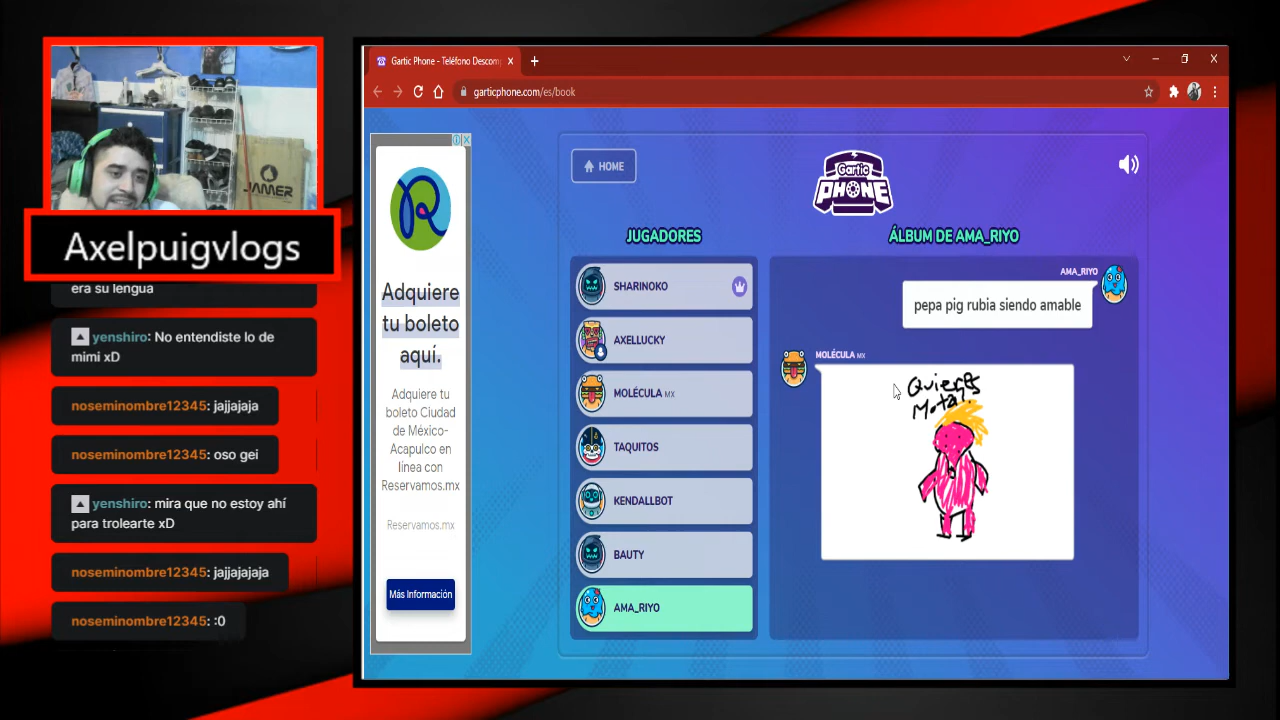 JAMER
Axelpuigvlogs
era su lengua
yenshiro: No entendiste lo de
mimi xD
noseminombre12345: jajjajaja
noseminombre12345: oso gei
yenshiro: mira que no estoy ahí
para trolearte xD
noseminombre12345: jajjajajaja
noseminombre12345: :0
Gartic Phone - Teléfono Descom
garticphone.com/es/book
Adquiere
tu boleto
aquí.
Adquiere tu
boleto Ciudad
de México-
Acapulco en
línea con
Reservamos.mx
Reservamos.mx
Más Información
HOME
Gartic
PHONE
JUGADORES
SHARINOKO
AXELLUCKY
MOLÉCULA MX
TAQUITOS
KENDALLBOT
BAUTY
AMA_RIYO
ÁLBUM DE AMA_RIYO
AMA_RIYO
pepa pig rubia siendo amable
MOLÉCULA MX
Quieres
Mota?